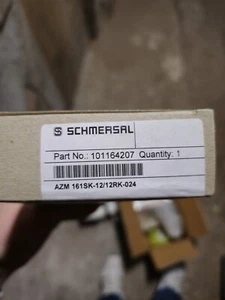 SCHMERSAL
Part No.: 101164207 Quantity: 1
AZM 161SK-12/12RK-024